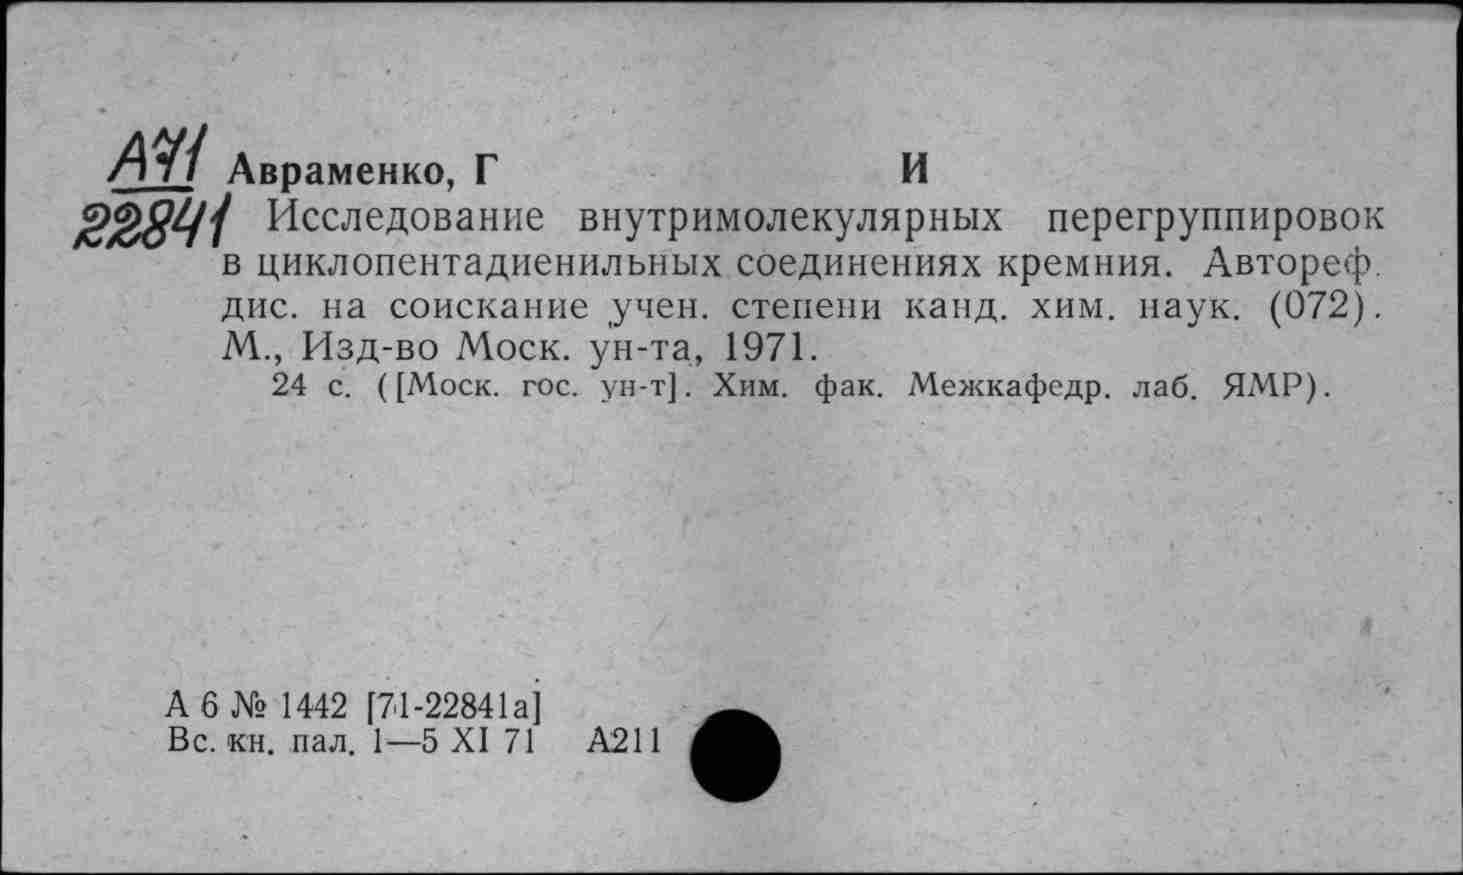 А71 Авраменко, Г И
22841 Исследование внутримолекулярных перегруппировок
в циклопентадиенильных соединениях кремния. Автореф.
дис. на соискание учен. степени канд. хим. наук. (072).
М., Изд-во Моск. ун-та, 1971.
24 с. ([Моск. гос. ун-т]. Хим. фак. Межкафедр. лаб. ЯМР).
А 6 № 1442 [71-22841а]
Вс. кн. пал. 1—5 XI 71 А211